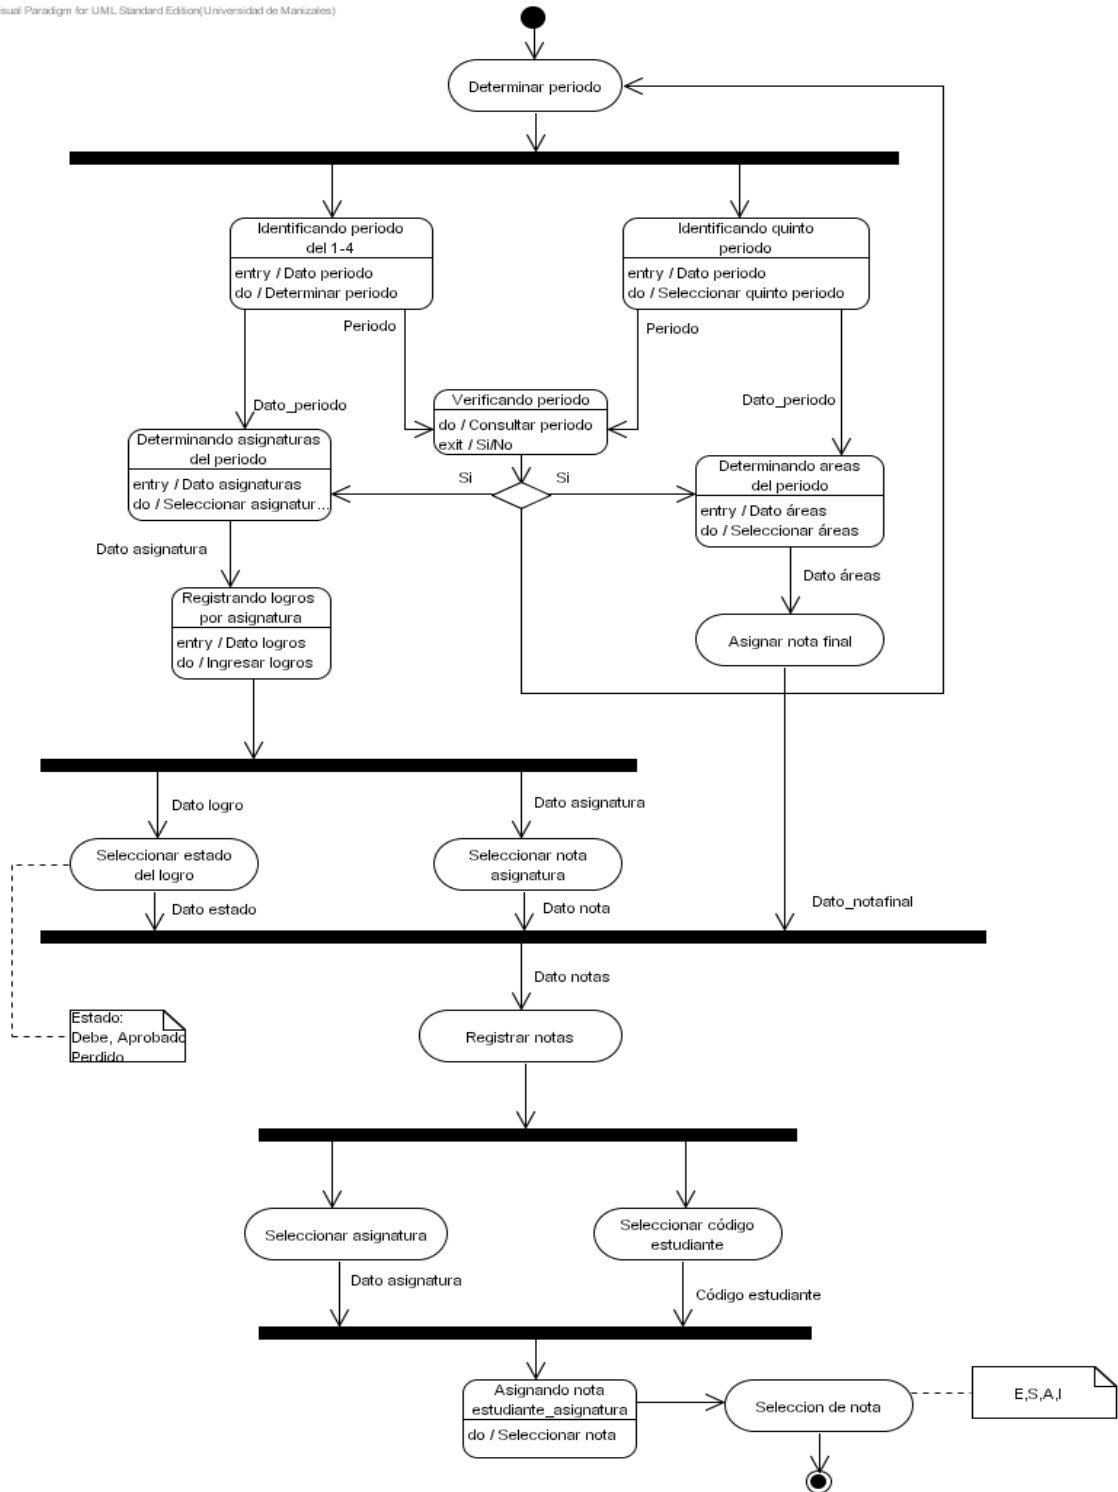 isual Paradigm for UML Standard Edition(Universidad de Manizales)
Determinar periodo
Identificando periodo
del 1-4
entry / Dato periodo
do / Determinar periodo
Identificando quinto
periodo
entry / Dato periodo
do / Seleccionar quinto periodo
Periodo
Periodo
Dato_periodo
Verificando periodo
do / Consultar periodo
exit / Si/No
Dato_periodo
Determinando asignaturas
del periodo
entry / Dato asignaturas
do / Seleccionar asignatur...
Si
Si
Determinando areas
del periodo
entry / Dato áreas
do / Seleccionar áreas
Dato asignatura
Dato áreas
Registrando logros
por asignatura
entry / Dato logros
do / Ingresar logros
Asignar nota final
Dato logro
Dato asignatura
Seleccionar estado
del logro
Seleccionar nota
asignatura
Dato estado
Dato nota
Dato_notafinal
Dato notas
Estado:
Debe, Aprobado
Perdido
Registrar notas
Seleccionar asignatura
Seleccionar código
estudiante
Dato asignatura
Código estudiante
Asignando nota
estudiante_asignatura
do / Seleccionar nota
Seleccion de nota
E,S,A,I